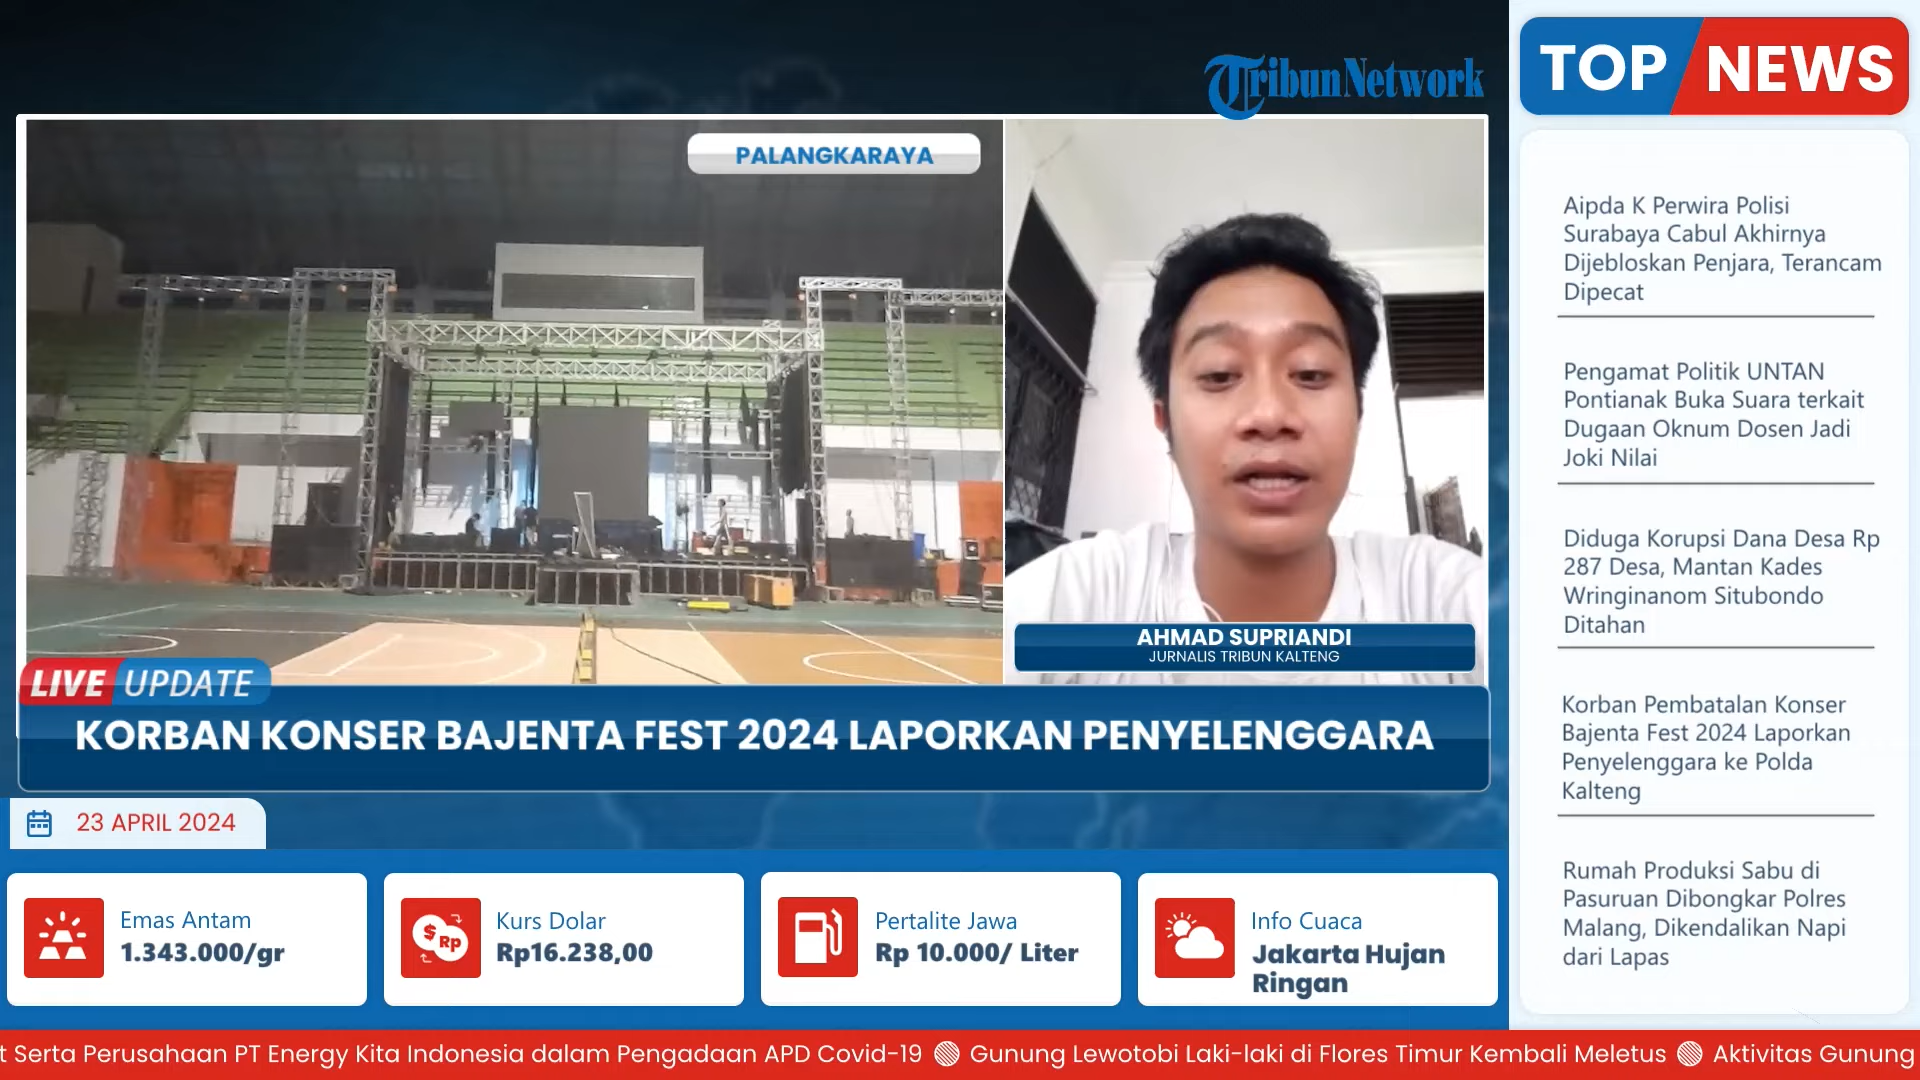 TribunNetwork
PALANGKARAYA
AHMAD SUPRIANDI
JURNALIS TRIBUN KALTENG
LIVE UPDATE
KORBAN KONSER BAJENTA FEST 2024 LAPORKAN PENYELENGGARA
23 APRIL 2024
Emas Antam
1.343.000/gr
Kurs Dolar
Rp16.238,00
$ Rp
Pertalite Jawa
Rp 10.000/ Liter
Info Cuaca
Jakarta Hujan
Ringan
TOP NEWS
Aipda K Perwira Polisi
Surabaya Cabul Akhirnya
Dijebloskan Penjara, Terancam
Dipecat
Pengamat Politik UNTAN
Pontianak Buka Suara terkait
Dugaan Oknum Dosen Jadi
Joki Nilai
Diduga Korupsi Dana Desa Rp
287 Desa, Mantan Kades
Wringinanom Situbondo
Ditahan
Korban Pembatalan Konser
Bajenta Fest 2024 Laporkan
Penyelenggara ke Polda
Kalteng
Rumah Produksi Sabu di
Pasuruan Dibongkar Polres
Malang, Dikendalikan Napi
dari Lapas
t Serta Perusahaan PT Energy Kita Indonesia dalam Pengadaan APD Covid-19 Gunung Lewotobi Laki-laki di Flores Timur Kembali Meletus Aktivitas Gunung